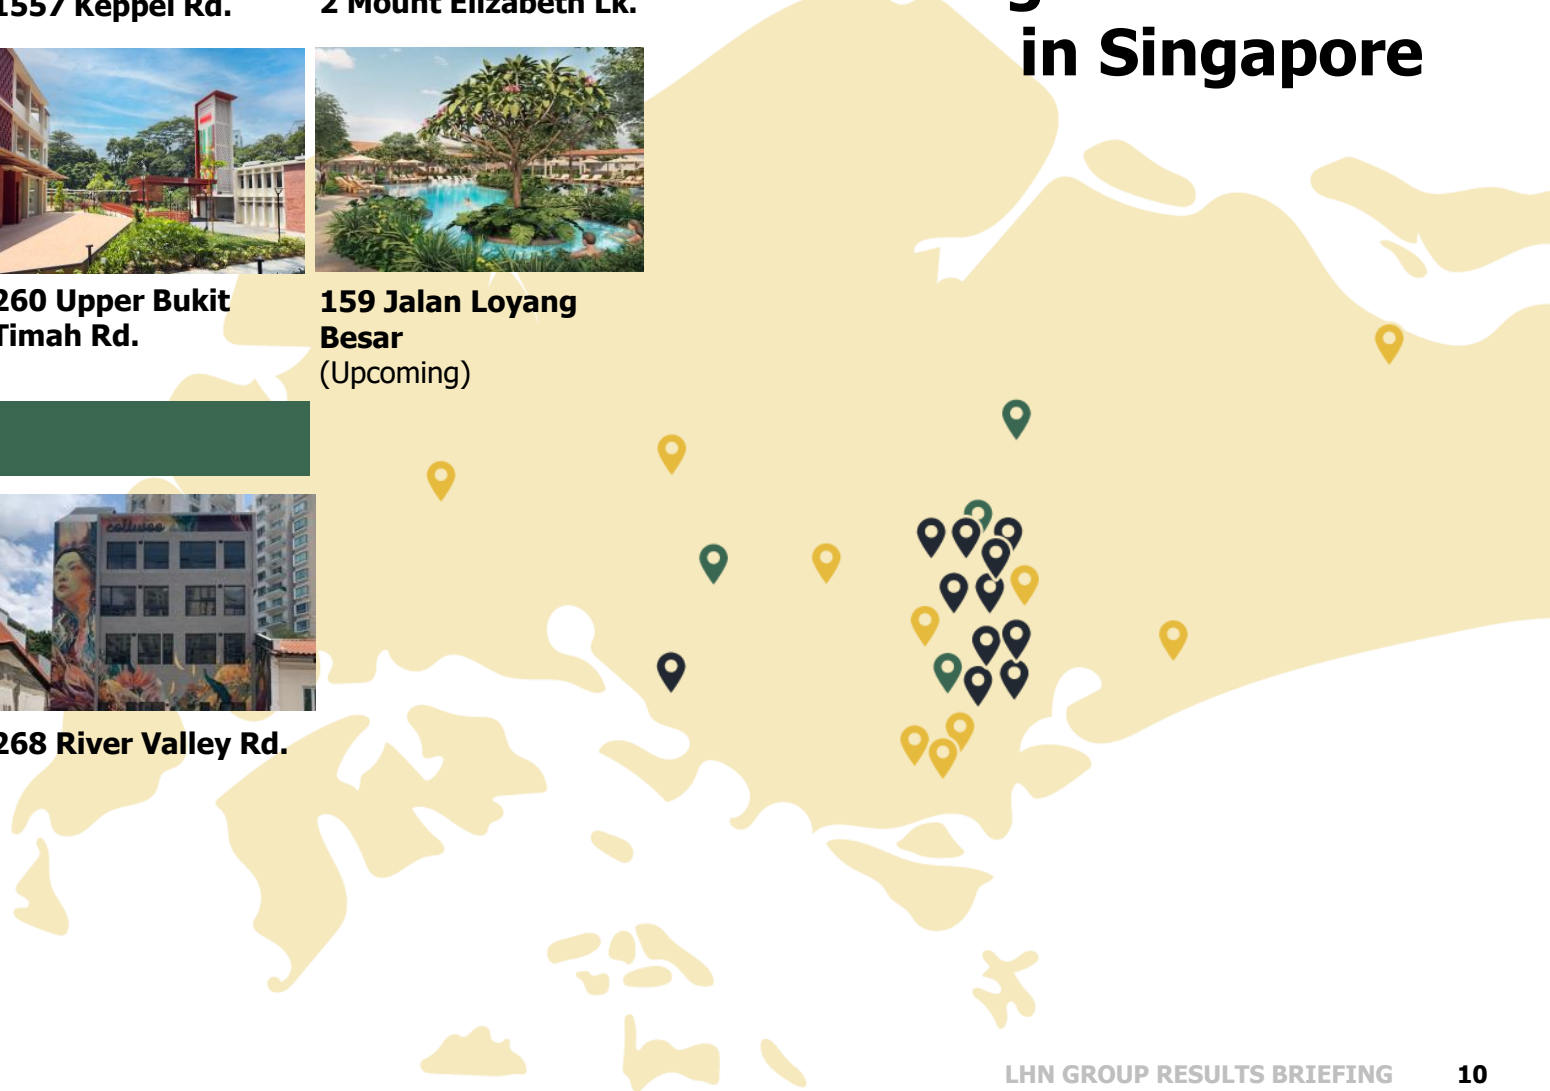 1557 Keppel Rd.
2 Mount Elizabeth Lk.
in Singapore
260 Upper Bukit
Timah Rd.
159 Jalan Loyang
Besar
(Upcoming)
coliwoo
268 River Valley Rd.
LHN GROUP RESULTS BRIEFING 10